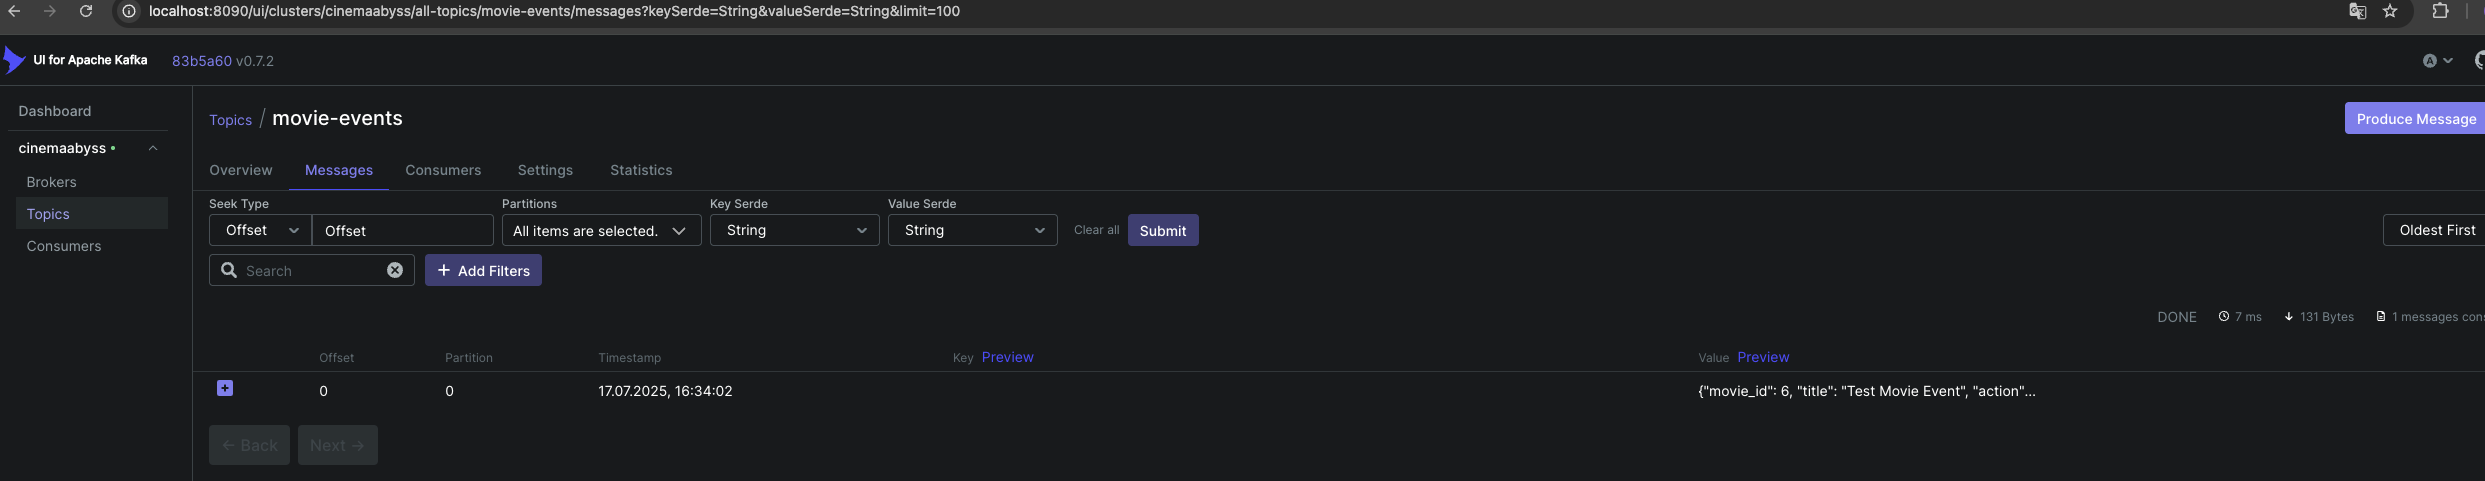 localhost:8090/ui/clusters/cinemaabyss/all-topics/movie-events/messages?keySerde=String&valueSerde=String&limit=100
UI for Apache Kafka 83b5a60 v0.7.2 A
Dashboard
cinemaabyss
Brokers
Topics
Consumers
Topics / movie-events
Produce Message
Overview Messages Consumers Settings Statistics
Seek Type Partitions Key Serde Value Serde
Offset Offset All items are selected. String String Clear all Submit Oldest First
Search + Add Filters
DONE 7 ms 131 Bytes 1 messages cons
Offset Partition Timestamp Key Preview Value Preview
0 0 17.07.2025, 16:34:02 {"movie_id": 6, "title": "Test Movie Event", "action"...
← Back Next →